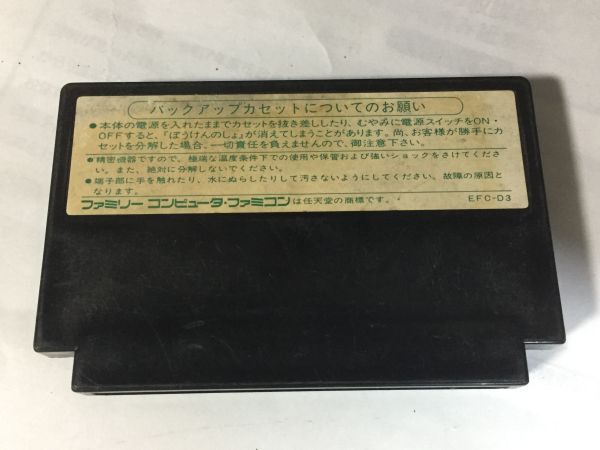 バックアップカセットについてのお願い
●本体の電源を入れたままでカセットを抜き差ししたり、むやみに電源スイッチをON・
OFFすると、『ぼうけんのしょ』が消えてしまうことがあります。尚、お客様が勝手にカ
セットを分解した場合、一切責任を負えませんので、御注意下さい。
●精密機器ですので、極端な温度条件下での使用や保管および強いショックをさけてくださ
い。また、絶対に分解しないでください。
●端子部に手を触れたり、水にぬらしたりして汚さないようにしてください。故障の原因と
なります。
ファミリー コンピュータ・ファミコンは任天堂の商標です。 EFC-D3